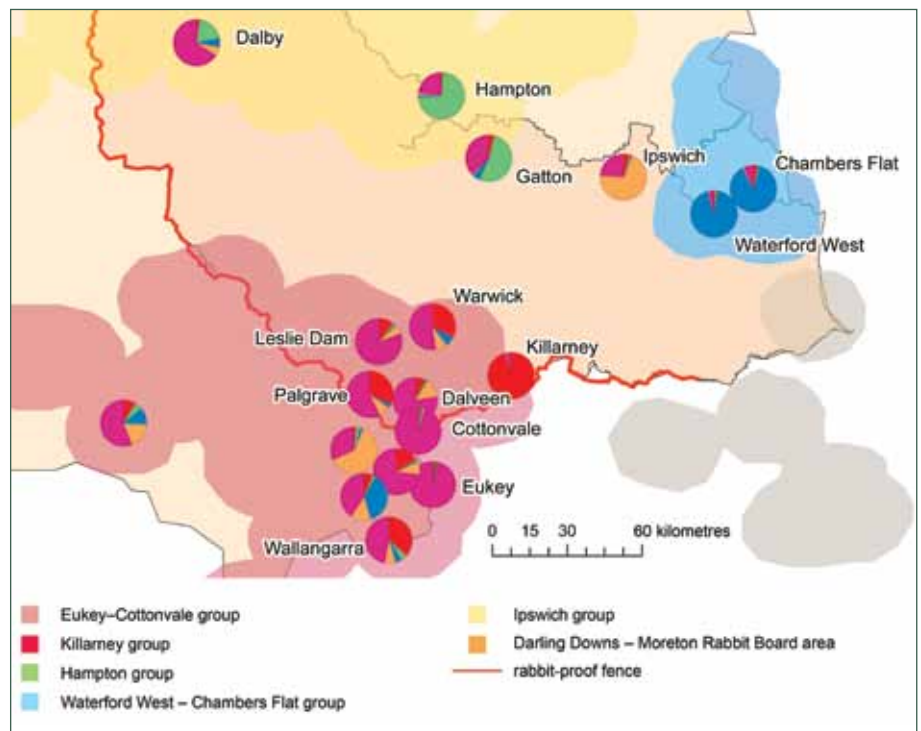 Dalby
Hampton
Gatton
Ipswich
Chambers Flat
Waterford West
Warwick
Leslie Dam
Killarney
Palgrave
Dalveen
Cottonvale
Eukey
Wallangarra
0 15 30 60 kilometres
Eukey–Cottonvale group
Killarney group
Hampton group
Waterford West – Chambers Flat group
Ipswich group
Darling Downs – Moreton Rabbit Board area
rabbit-proof fence